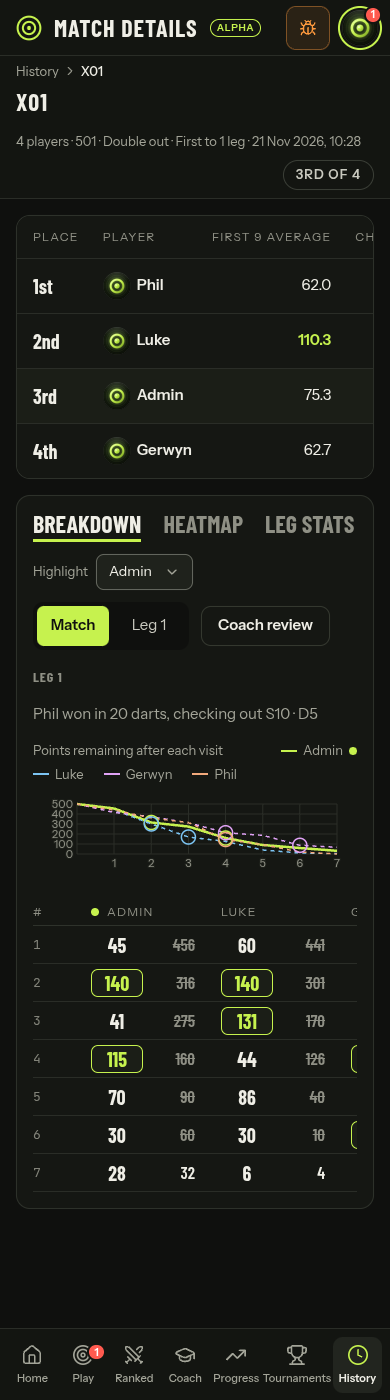 MATCH DETAILS ALPHA 1
History > X01
X01
4 players · 501 · Double out · First to 1 leg · 21 Nov 2026, 10:28
3RD OF 4
PLACE PLAYER FIRST 9 AVERAGE CH
1st Phil 62.0
2nd Luke 110.3
3rd Admin 75.3
4th Gerwyn 62.7
BREAKDOWN HEATMAP LEG STATS
Highlight Admin
Match Leg 1 Coach review
LEG 1
Phil won in 20 darts, checking out S10 · D5
Points remaining after each visit Admin
Luke Gerwyn Phil
500
400
300
200
100
0
1 2 3 4 5 6 7
# ADMIN LUKE G
1 45 456 60 441
2 140 316 140 301
3 41 275 131 170
4 115 160 44 126
5 70 90 86 40
6 30 60 30 10
7 28 32 6 4
1
Home Play Ranked Coach Progress Tournaments History